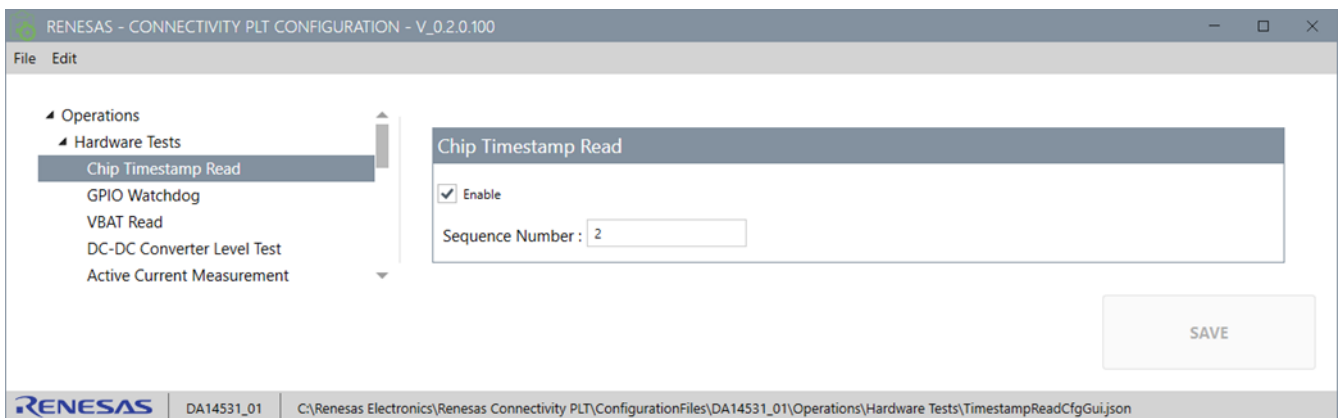 RENESAS - CONNECTIVITY PLT CONFIGURATION - V_0.2.0.100
File Edit
Operations
Hardware Tests
Chip Timestamp Read
GPIO Watchdog
VBAT Read
DC-DC Converter Level Test
Active Current Measurement
Chip Timestamp Read
Enable
Sequence Number : 2
SAVE
RENESAS DA14531_01 C:\Renesas Electronics\Renesas Connectivity PLT\ConfigurationFiles\DA14531_01\Operations\Hardware Tests\TimestampReadCfgGui.json